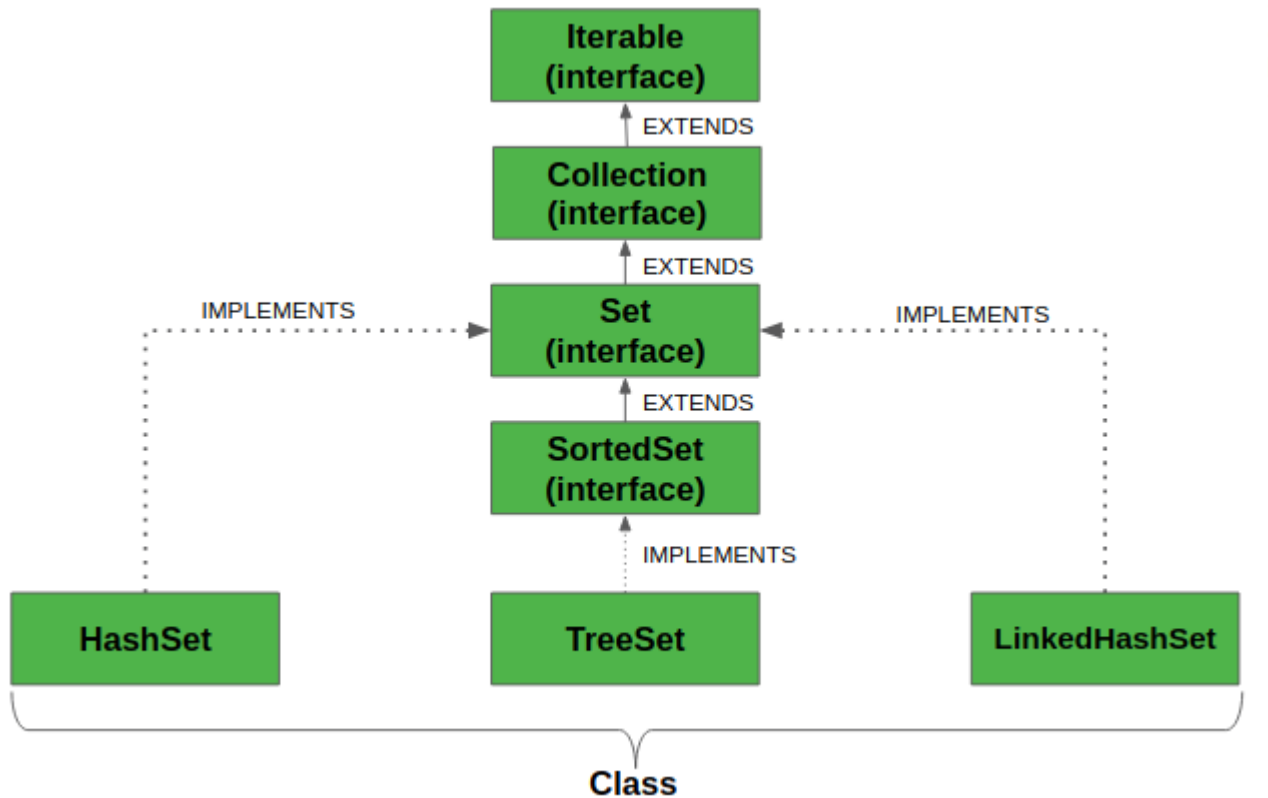 Iterable
(interface)
EXTENDS
Collection
(interface)
EXTENDS
IMPLEMENTS
Set
(interface)
IMPLEMENTS
EXTENDS
SortedSet
(interface)
IMPLEMENTS
HashSet
TreeSet
LinkedHashSet
Class